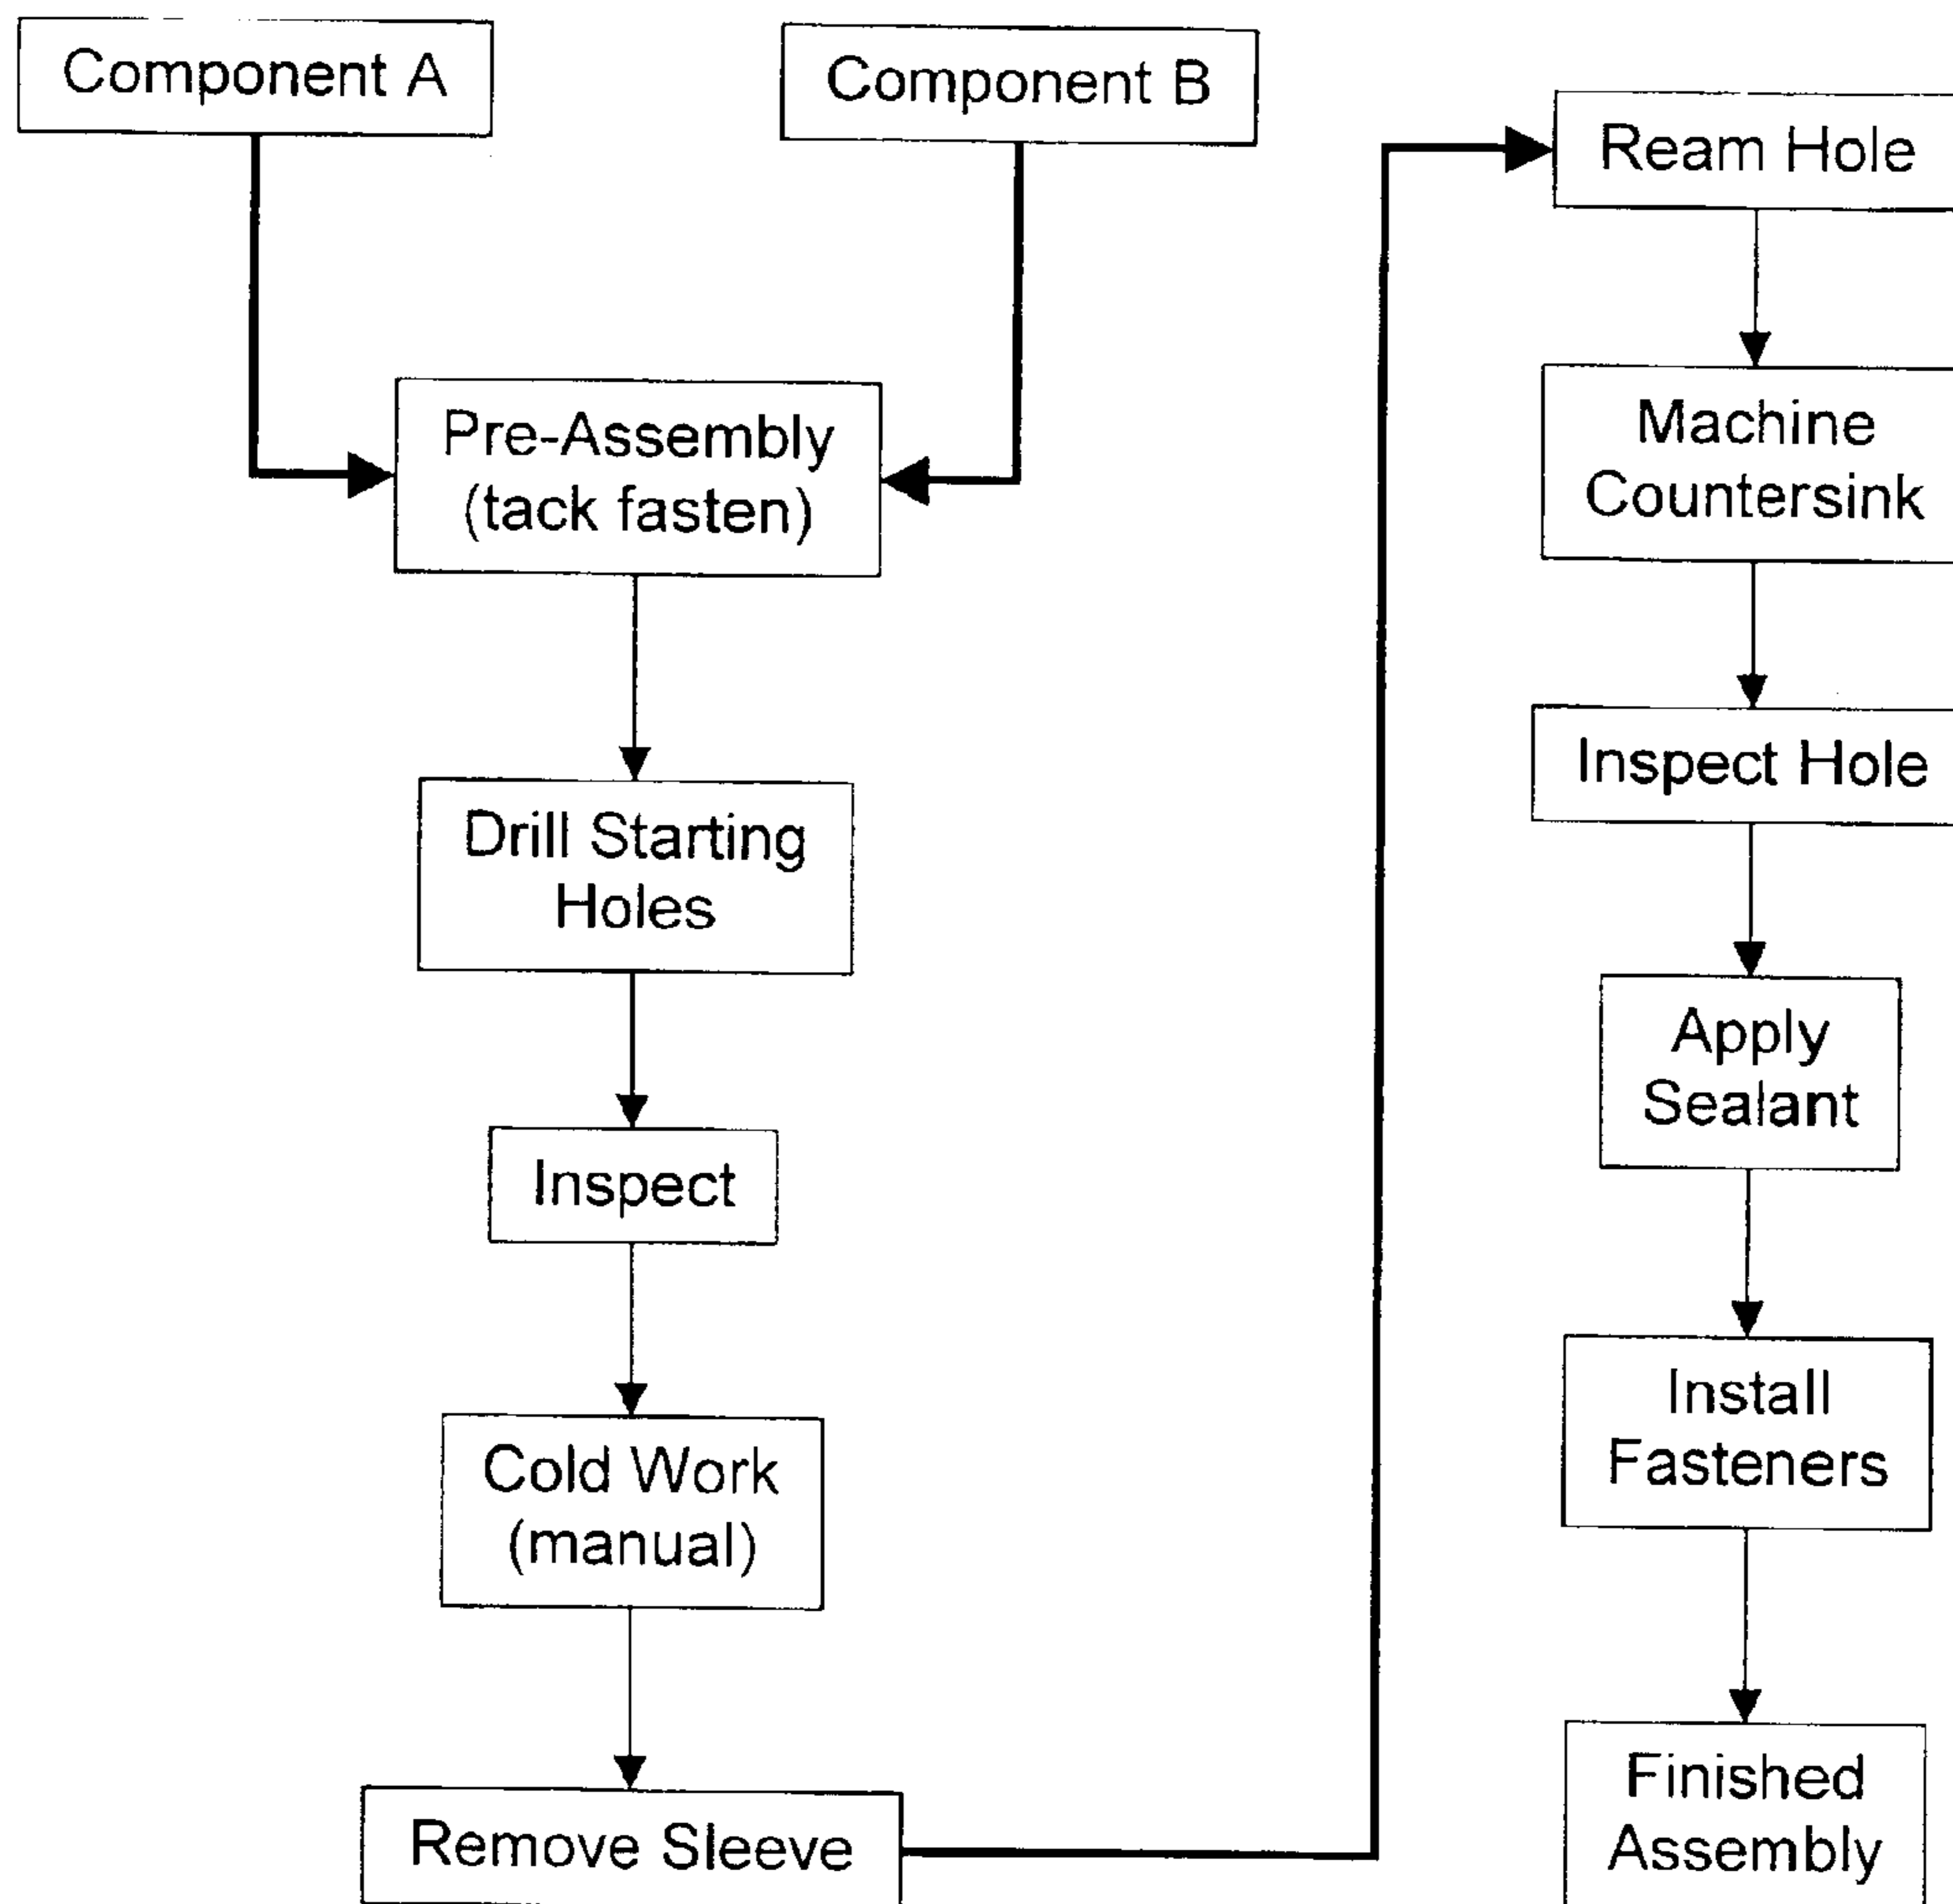 Component A
Component B
Pre-Assembly
(tack fasten)
Drill Starting
Holes
Inspect
Cold Work
(manual)
Remove Sleeve
Ream Hole
Machine
Countersink
Inspect Hole
Apply
Sealant
Install
Fasteners
Finished
Assembly